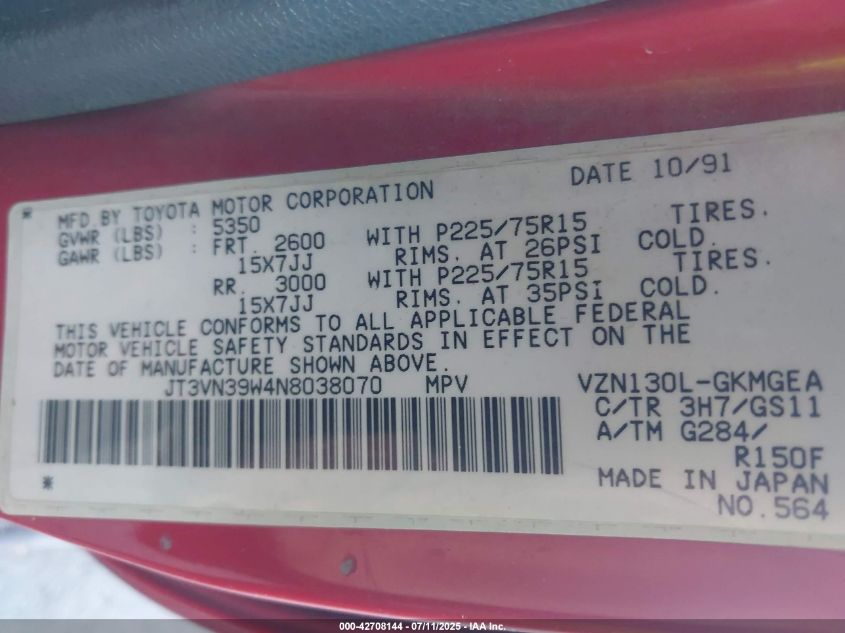 * MFD BY TOYOTA MOTOR CORPORATION DATE 10/91
GVWR (LBS) : 5350
GAWR (LBS) : FRT. 2600 WITH P225/75R15 TIRES.
15X7JJ RIMS. AT 26PSI COLD.
RR. 3000 WITH P225/75R15 TIRES.
15X7JJ RIMS. AT 35PSI COLD.
THIS VEHICLE CONFORMS TO ALL APPLICABLE FEDERAL
MOTOR VEHICLE SAFETY STANDARDS IN EFFECT ON THE
DATE OF MANUFACTURE SHOWN ABOVE.
JT3VN39W4N8038070 MPV VZN130L-GKMGEA
C/TR 3H7/GS11
A/TM G284/
R150F
* MADE IN JAPAN
NO.564
000-42708144 - 07/11/2025 - IAA Inc.